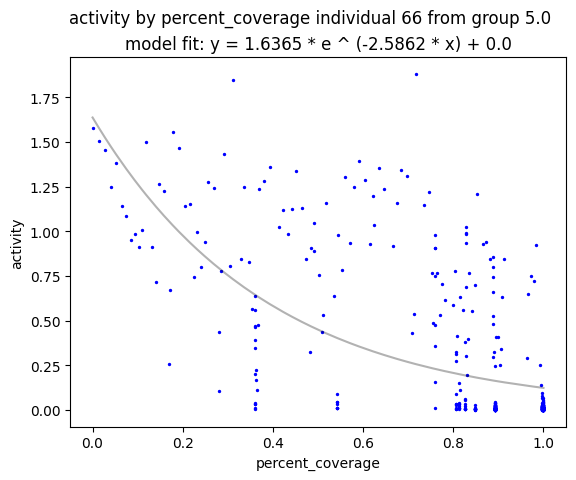 activity by percent_coverage individual 66 from group 5.0
model fit: y = 1.6365 * e ^ (-2.5862 * x) + 0.0
1.75
1.50
1.25
1.00
0.75
0.50
0.25
0.00
activity
0.0 0.2 0.4 0.6 0.8 1.0
percent_coverage